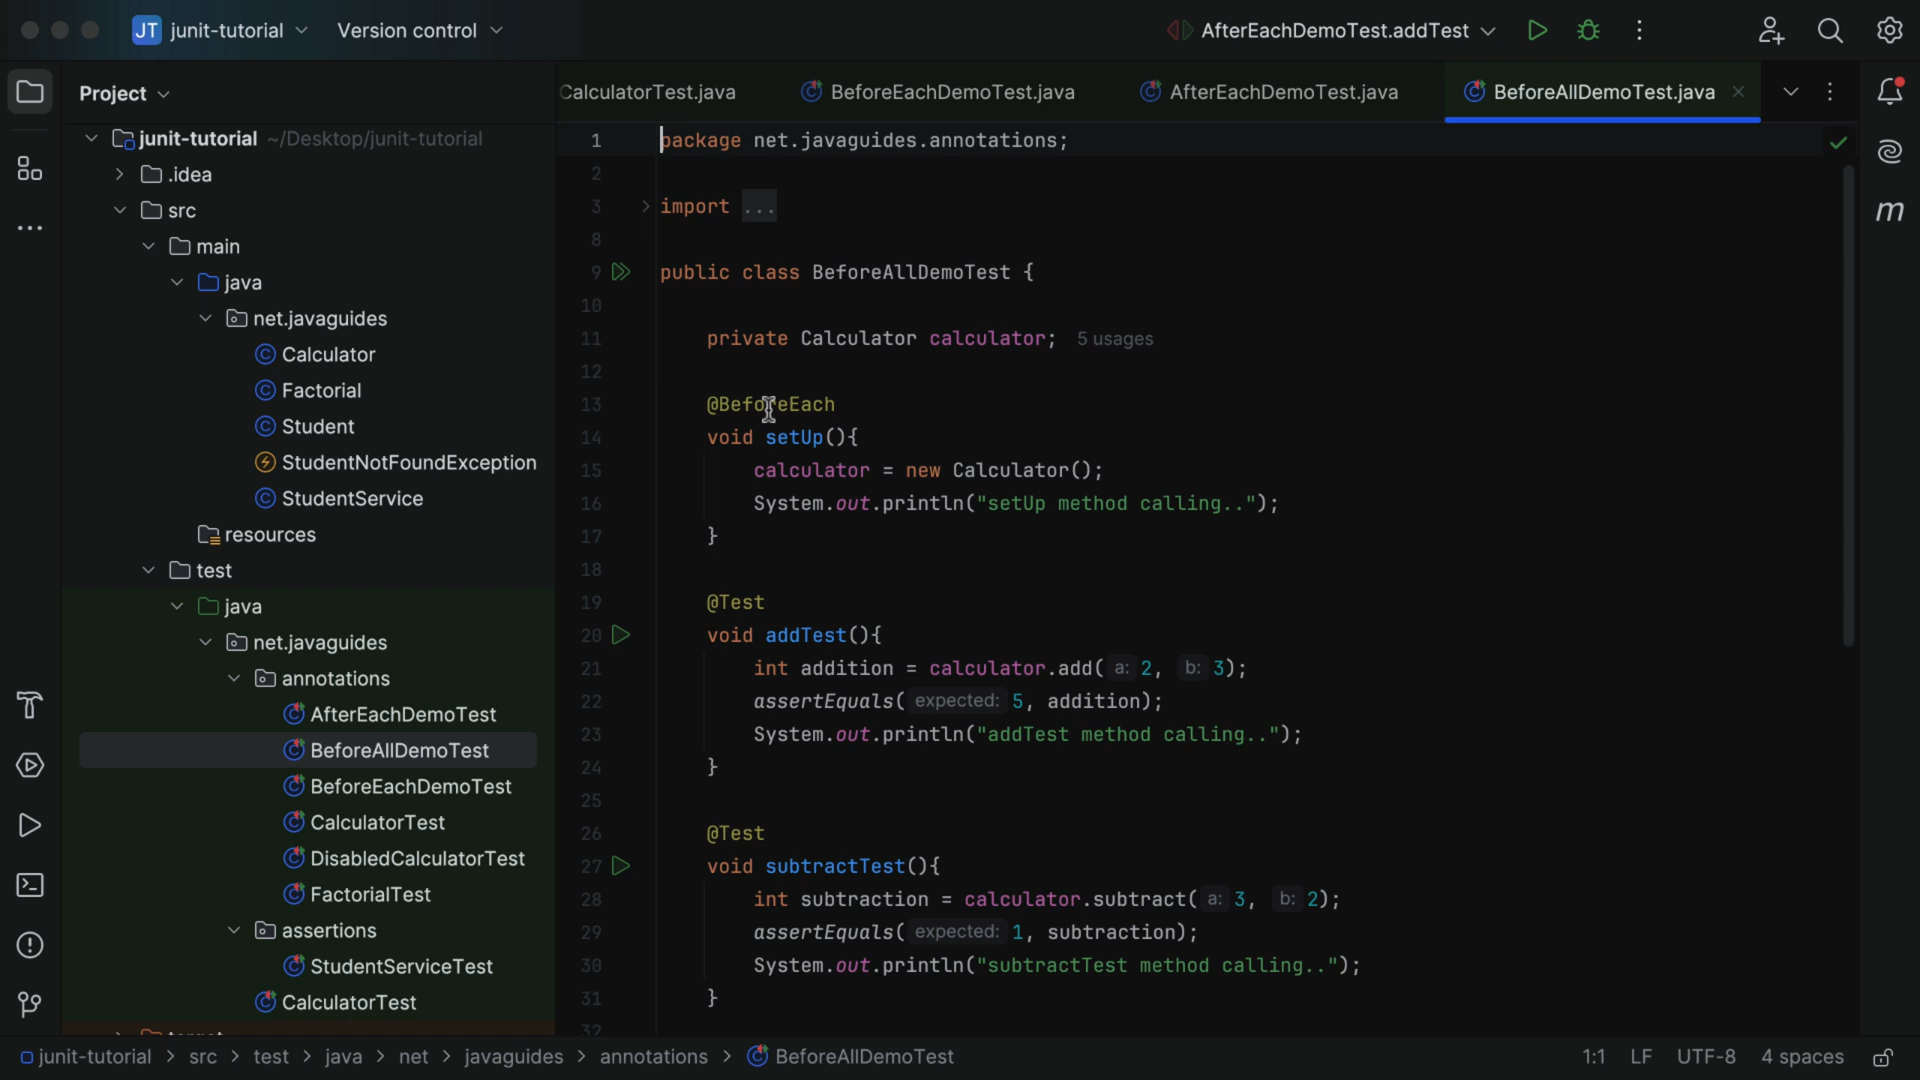 JT junit-tutorial Version control AfterEachDemoTest.addTest
Project
junit-tutorial ~/Desktop/junit-tutorial
.idea
src
main
java
net.javaguides
Calculator
Factorial
Student
StudentNotFoundException
StudentService
resources
test
java
net.javaguides
annotations
AfterEachDemoTest
BeforeAllDemoTest
BeforeEachDemoTest
CalculatorTest
DisabledCalculatorTest
FactorialTest
assertions
StudentServiceTest
CalculatorTest
CalculatorTest.java BeforeEachDemoTest.java AfterEachDemoTest.java BeforeAllDemoTest.java
1 package net.javaguides.annotations;
2
3 import ...
8
9 public class BeforeAllDemoTest {
10
11 private Calculator calculator; 5 usages
12
13 @BeforeEach
14 void setUp(){
15 calculator = new Calculator();
16 System.out.println("setUp method calling..");
17 }
18
19 @Test
20 void addTest(){
21 int addition = calculator.add( a: 2, b: 3);
22 assertEquals( expected: 5, addition);
23 System.out.println("addTest method calling..");
24 }
25
26 @Test
27 void subtractTest(){
28 int subtraction = calculator.subtract( a: 3, b: 2);
29 assertEquals( expected: 1, subtraction);
30 System.out.println("subtractTest method calling..");
31 }
32
m
junit-tutorial > src > test > java > net > javaguides > annotations > BeforeAllDemoTest 1:1 LF UTF-8 4 spaces